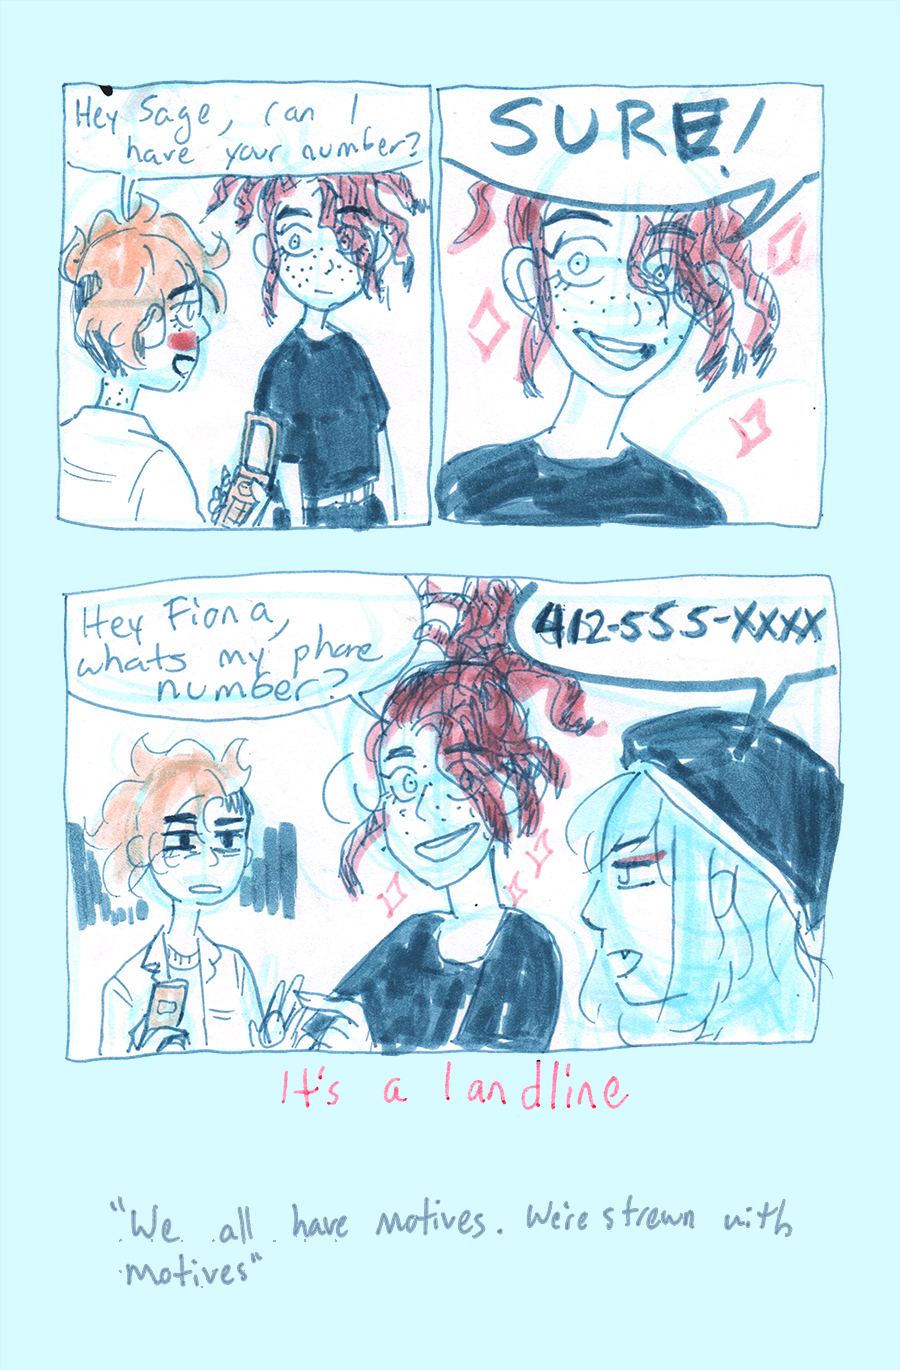 Hey Sage, can I
have your number?
SURE!
Hey Fiona,
whats my phone
number?
412-555-XXXX
It's a landline
"We all have motives. We're strewn with
motives"